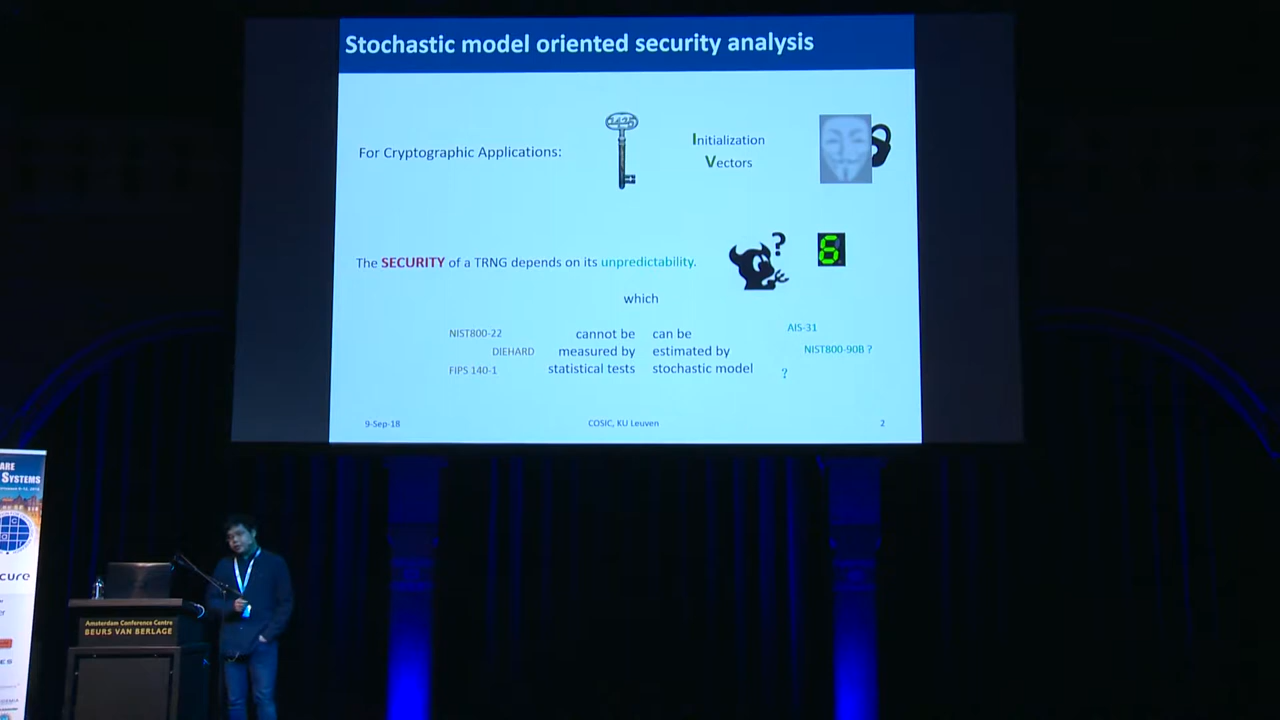 Stochastic model oriented security analysis
For Cryptographic Applications:
Initialization
Vectors
The SECURITY of a TRNG depends on its unpredictability.
?
6
which
NIST800-22
DIEHARD
FIPS 140-1
cannot be
measured by
statistical tests
can be
estimated by
stochastic model
AIS-31
NIST800-90B ?
?
9-Sep-18
COSIC, KU Leuven
2
ARE
SYSTEMS
cure
Amsterdam Conference Centre
BEURS VAN BERLAGE